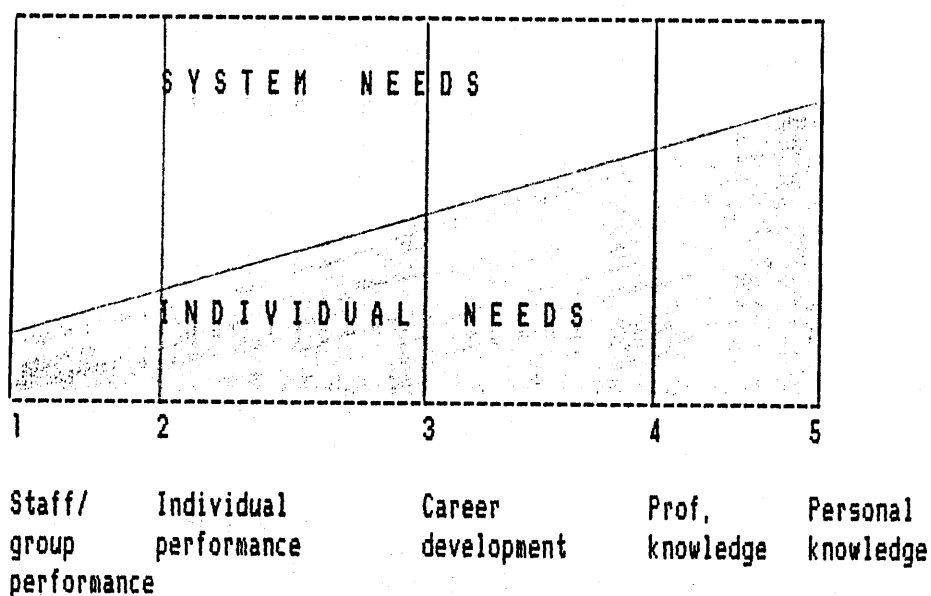 SYSTEM NEEDS
INDIVIDUAL NEEDS
1 2 3 4 5
Staff/ Individual Career Prof. Personal
group performance development knowledge knowledge
performance